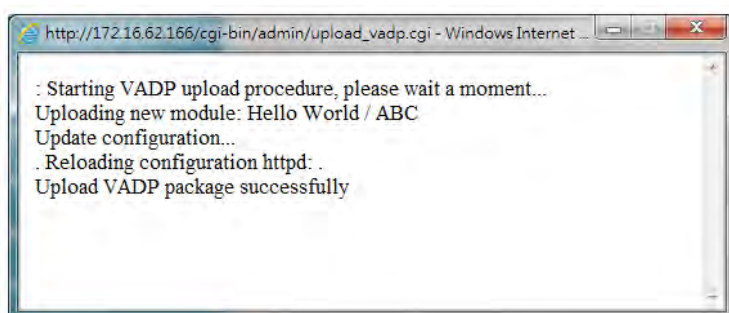 http://172.16.62.166/cgi-bin/admin/upload_vadp.cgi - Windows Internet ...
: Starting VADP upload procedure, please wait a moment...
Uploading new module: Hello World / ABC
Update configuration...
. Reloading configuration httpd: .
Upload VADP package successfully